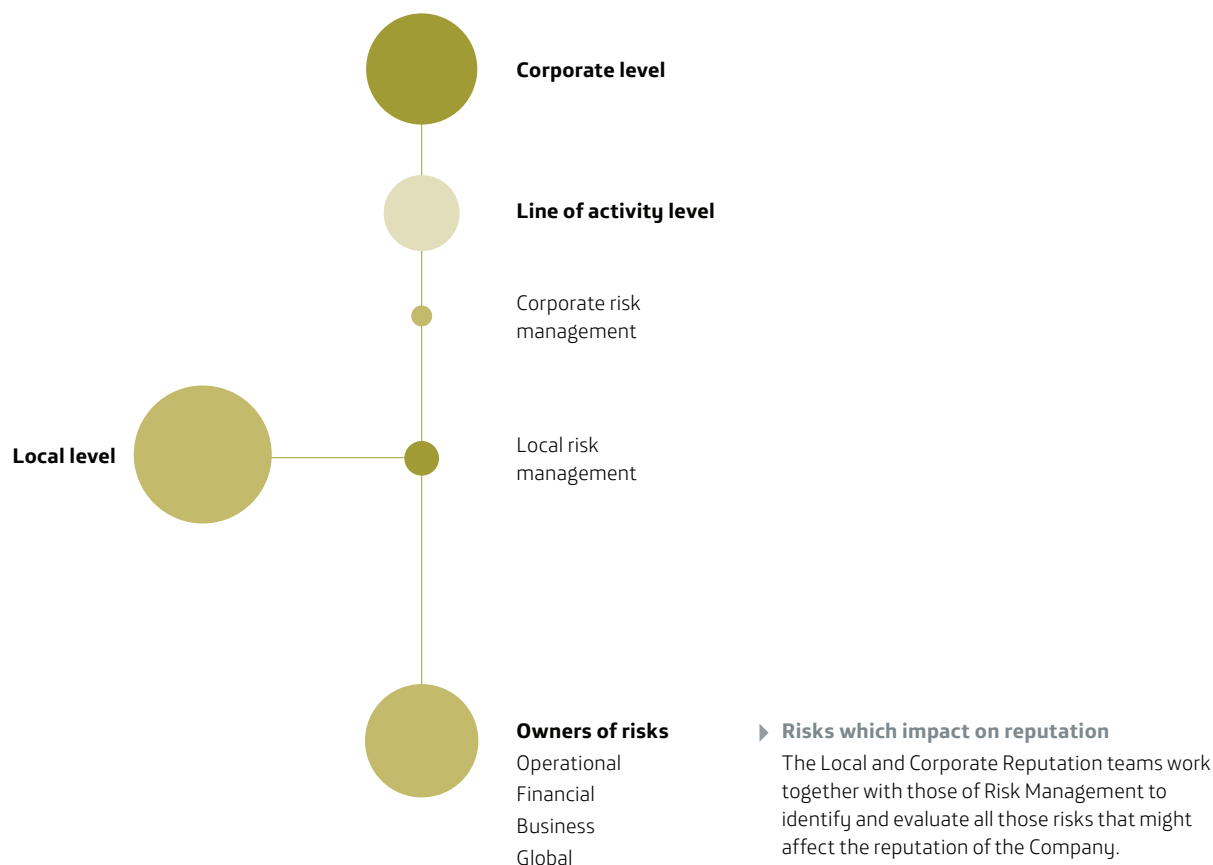 Corporate level
Line of activity level
Corporate risk
management
Local level
Local risk
management
Owners of risks
Operational
Financial
Business
Global
Risks which impact on reputation
The Local and Corporate Reputation teams work
together with those of Risk Management to
identify and evaluate all those risks that might
affect the reputation of the Company.